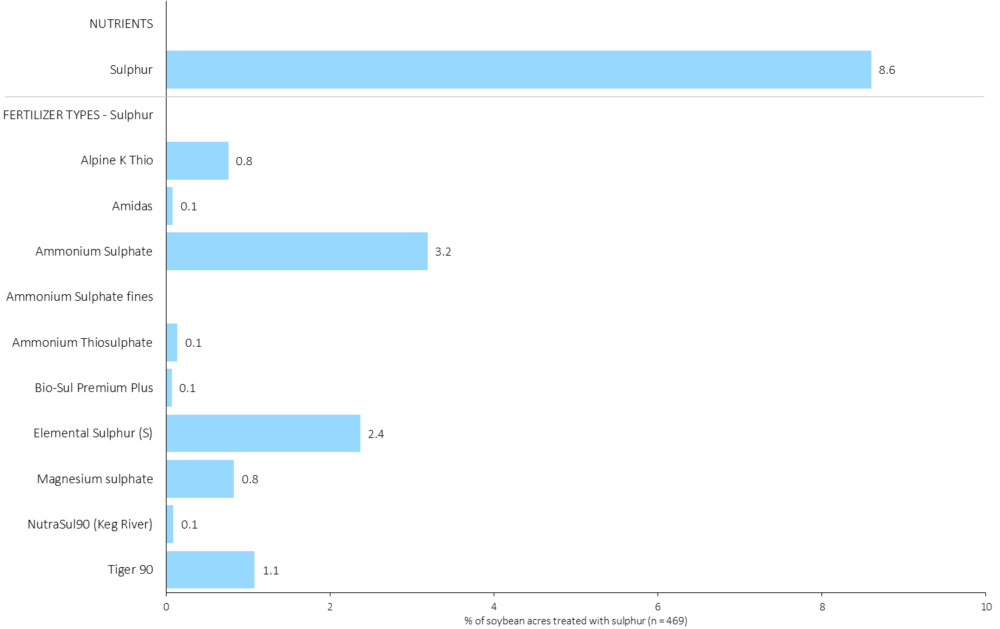 NUTRIENTS
Sulphur 8.6
FERTILIZER TYPES - Sulphur
Alpine K Thio 0.8
Amidas 0.1
Ammonium Sulphate 3.2
Ammonium Sulphate fines
Ammonium Thiosulphate 0.1
Bio-Sul Premium Plus 0.1
Elemental Sulphur (S) 2.4
Magnesium sulphate 0.8
NutraSul90 (Keg River) 0.1
Tiger 90 1.1
0 2 4 6 8 10
% of soybean acres treated with sulphur (n = 469)